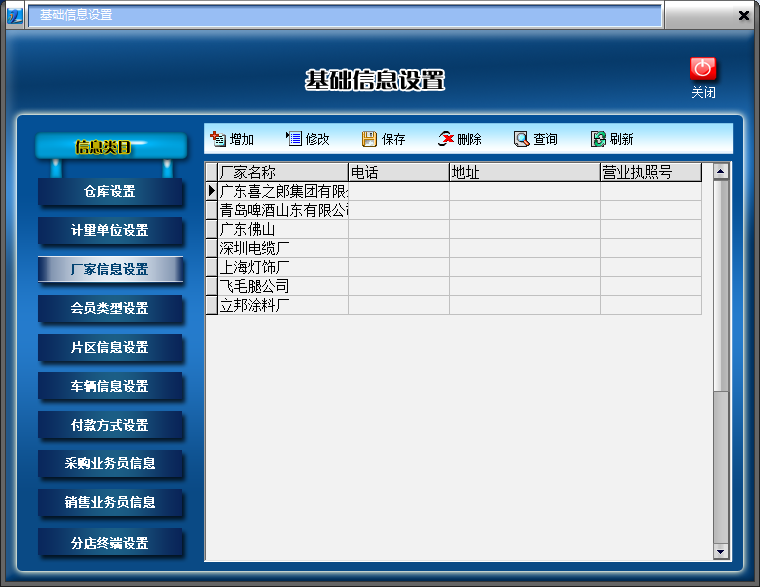 基础信息设置
基础信息设置
关闭
信息类目
仓库设置
计量单位设置
厂家信息设置
会员类型设置
片区信息设置
车辆信息设置
付款方式设置
采购业务员信息
销售业务员信息
分店终端设置
增加 修改 保存 删除 查询 刷新
厂家名称 电话 地址 营业执照号
广东喜之郎集团有限
青岛啤酒山东有限公
广东佛山
深圳电缆厂
上海灯饰厂
飞毛腿公司
立邦涂料厂